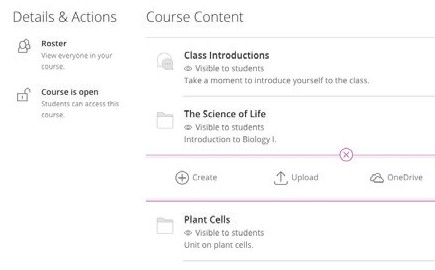 Details & Actions
Roster
View everyone in your
course.
Course is open
Students can access this
course.
Course Content
Class Introductions
Visible to students
Take a moment to introduce yourself to the class.
The Science of Life
Visible to students
Introduction to Biology I.
Create
Upload
OneDrive
Plant Cells
Visible to students
Unit on plant cells.